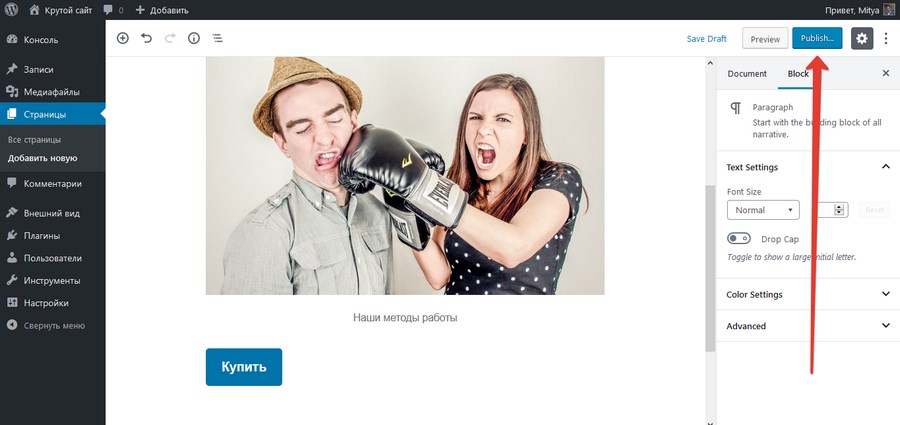 Крутой сайт 0 Добавить Привет, Mitya
Консоль
Записи
Медиафайлы
Страницы
Все страницы
Добавить новую
Комментарии
Внешний вид
Плагины
Пользователи
Инструменты
Настройки
Свернуть меню
Save Draft Preview Publish...
EVERLAST
Наши методы работы
Купить
Document Block
Paragraph
Start with the building block of all
narrative.
Text Settings
Font Size
Normal Reset
Drop Cap
Toggle to show a large initial letter.
Color Settings
Advanced